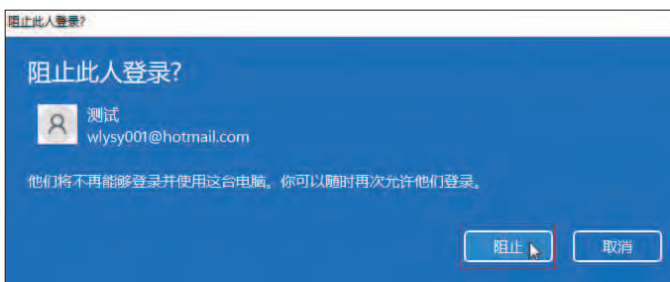 阻止此人登录?
阻止此人登录?
测试
wlysy001@hotmail.com
他们将不再能够登录并使用这台电脑。你可以随时再次允许他们登录。
阻止
取消